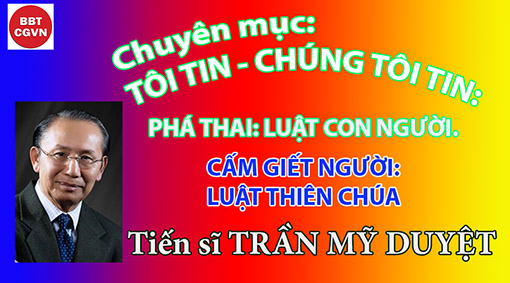 BBT
CGVN
Chuyên mục:
TÔI TIN - CHÚNG TÔI TIN:
PHÁ THAI: LUẬT CON NGƯỜI.
CẤM GIẾT NGƯỜI:
LUẬT THIÊN CHÚA
Tiến sĩ TRẦN MỸ DUYỆT